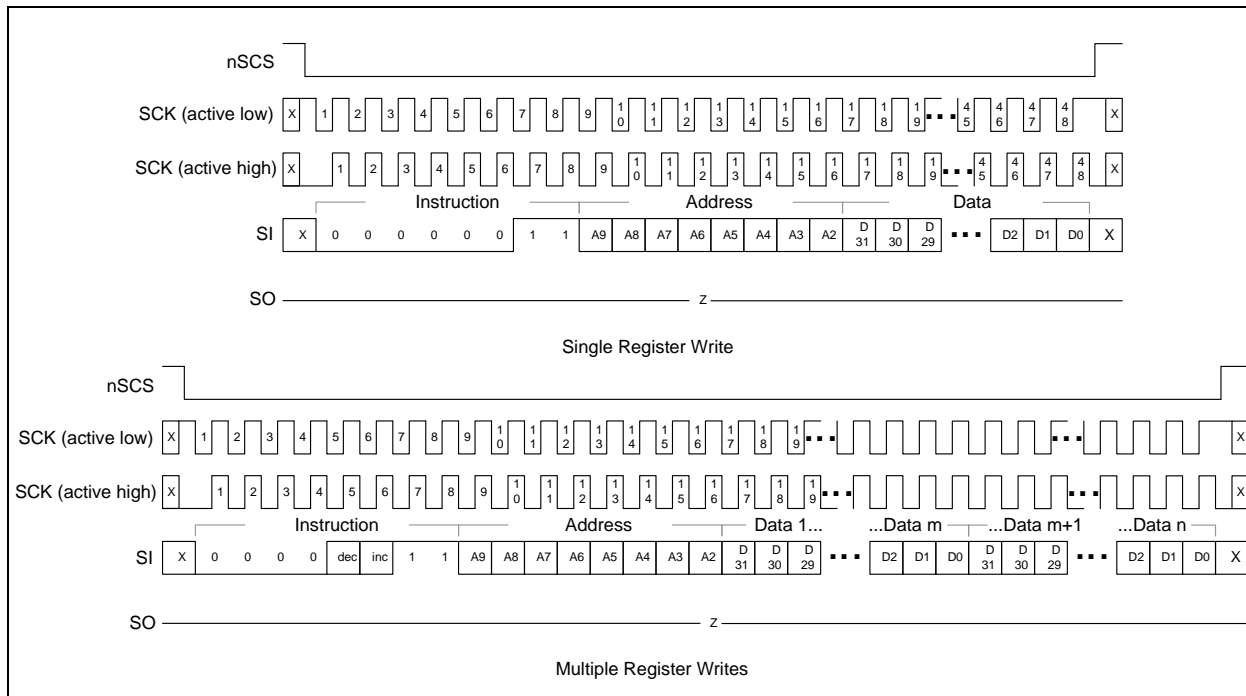 nSCS
SCK (active low) X 1 2 3 4 5 6 7 8 9 10 11 12 13 14 15 16 17 18 19 ... 45 46 47 48 X
SCK (active high) X 1 2 3 4 5 6 7 8 9 10 11 12 13 14 15 16 17 18 19 ... 45 46 47 48 X
Instruction Address Data
SI X 0 0 0 0 0 0 1 1 A9 A8 A7 A6 A5 A4 A3 A2 D31 D30 D29 ... D2 D1 D0 X
SO Z
Single Register Write
nSCS
SCK (active low) X 1 2 3 4 5 6 7 8 9 10 11 12 13 14 15 16 17 18 19 ... ... X
SCK (active high) X 1 2 3 4 5 6 7 8 9 10 11 12 13 14 15 16 17 18 19 ... ... X
Instruction Address Data 1... ...Data m ...Data m+1 ...Data n
SI X 0 0 0 0 dec inc 1 1 A9 A8 A7 A6 A5 A4 A3 A2 D31 D30 D29 ... D2 D1 D0 D31 D30 D29 ... D2 D1 D0 X
SO Z
Multiple Register Writes